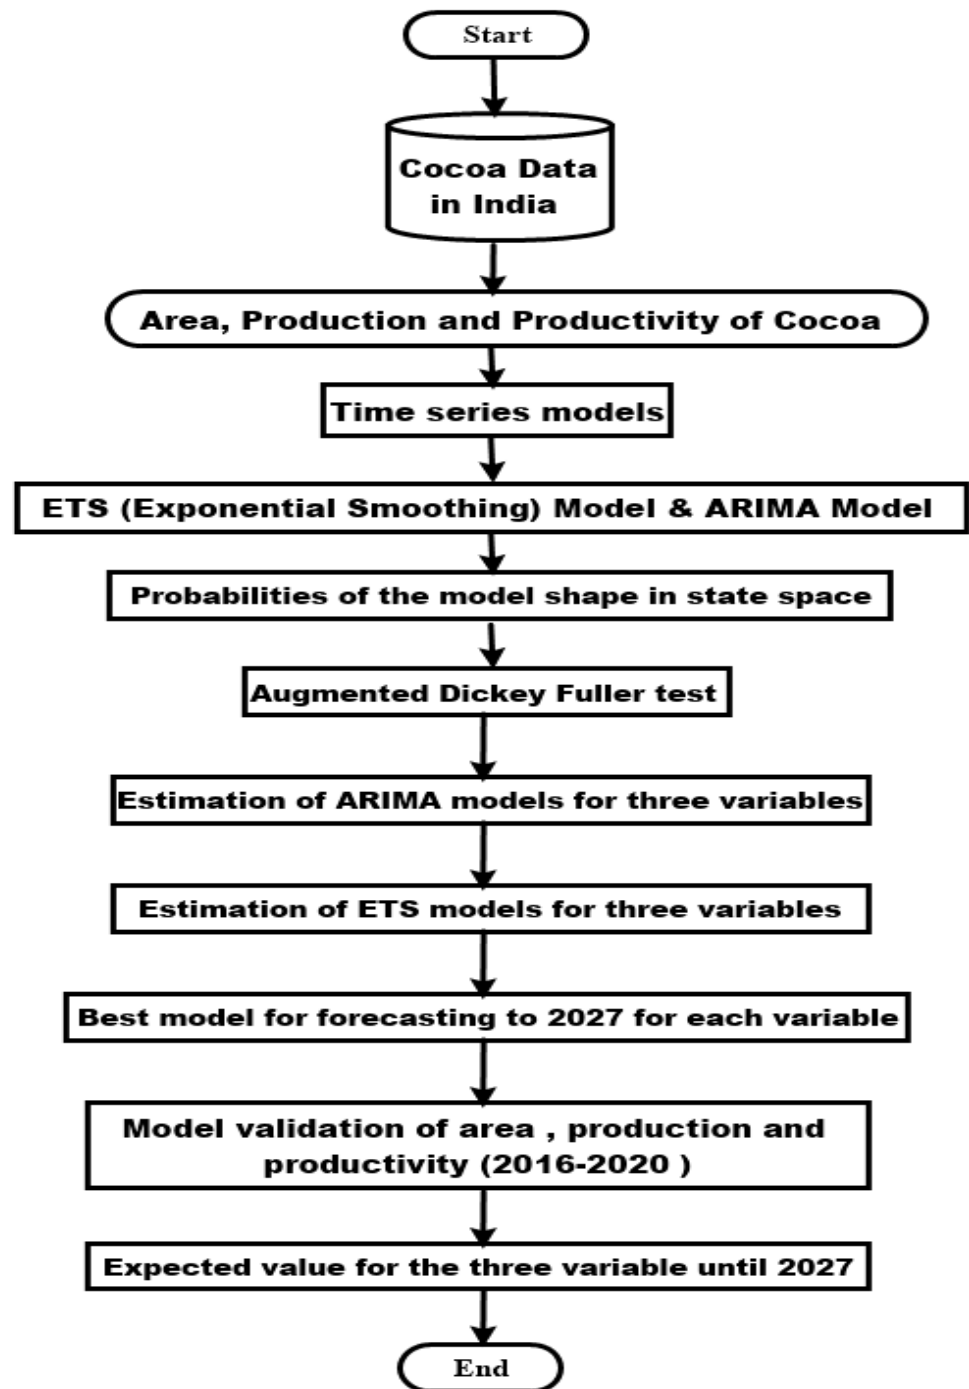 Start
Cocoa Data
in India
Area, Production and Productivity of Cocoa
Time series models
ETS (Exponential Smoothing) Model & ARIMA Model
Probabilities of the model shape in state space
Augmented Dickey Fuller test
Estimation of ARIMA models for three variables
Estimation of ETS models for three variables
Best model for forecasting to 2027 for each variable
Model validation of area , production and
productivity (2016-2020 )
Expected value for the three variable until 2027
End